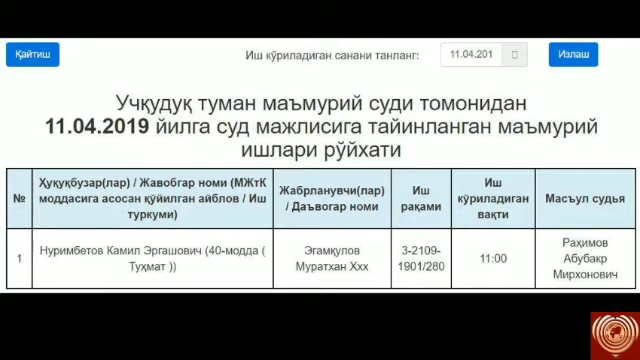 Қайтиш
Иш кўриладиган санани танланг:
11.04.201
Излаш
Учқудуқ туман маъмурий суди томонидан
11.04.2019 йилга суд мажлисига тайинланган маъмурий
ишлари рўйхати
№
Ҳуқуқбузар(лар) / Жавобгар номи (МЖтК
моддасига асосан қўйилган айблов / Иш
туркуми)
Жабрланувчи(лар)
/ Даъвогар номи
Иш
рақами
Иш
кўриладиган
вақти
Масъул судья
1
Нуримбетов Камил Эргашович (40-модда (
Туҳмат ))
Эгамқулов
Муратхан Ххх
3-2109-
1901/280
11:00
Раҳимов
Абубакр
Мирхонович